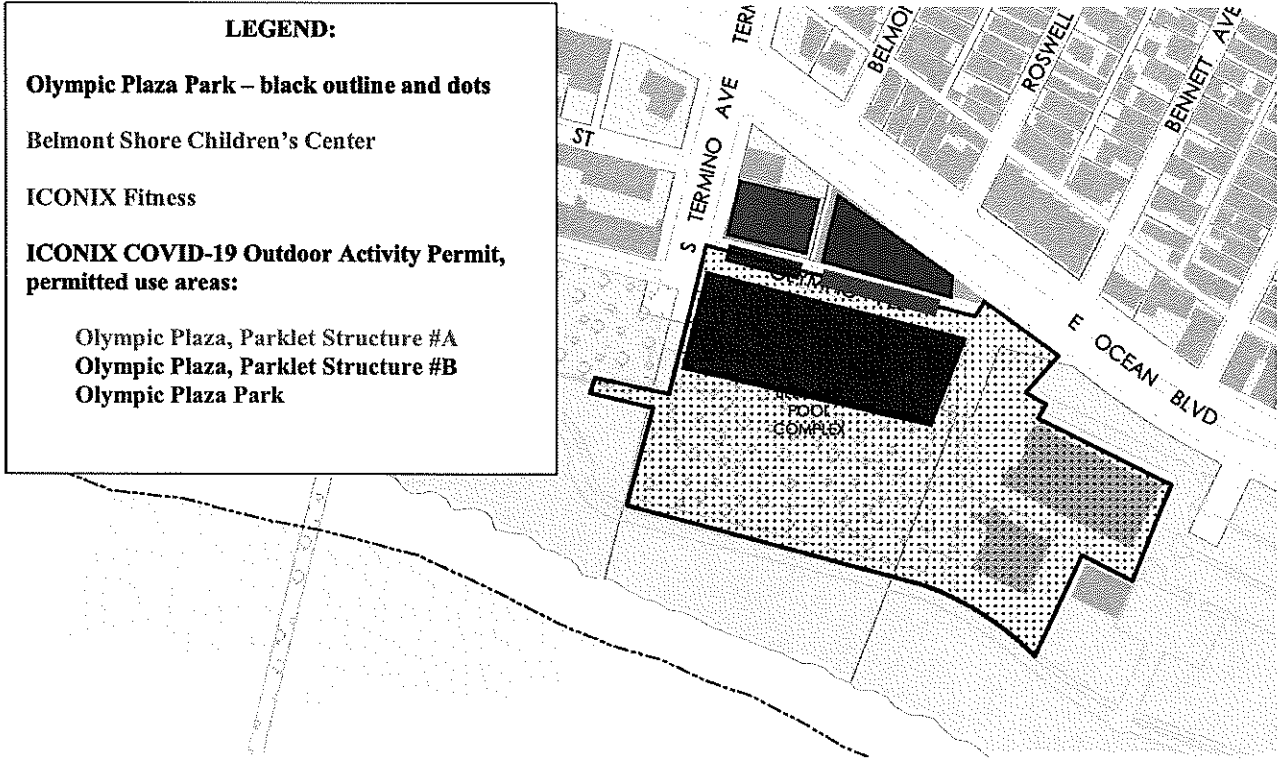 LEGEND:
Olympic Plaza Park – black outline and dots
Belmont Shore Children's Center
ICONIX Fitness
ICONIX COVID-19 Outdoor Activity Permit,
permitted use areas:
Olympic Plaza, Parklet Structure #A
Olympic Plaza, Parklet Structure #B
Olympic Plaza Park
ST
S TERMINO AVE
TERM
BELMO
ROSWELL
BENNETT AVE
E OCEAN BLVD
POOL
COMPLEX